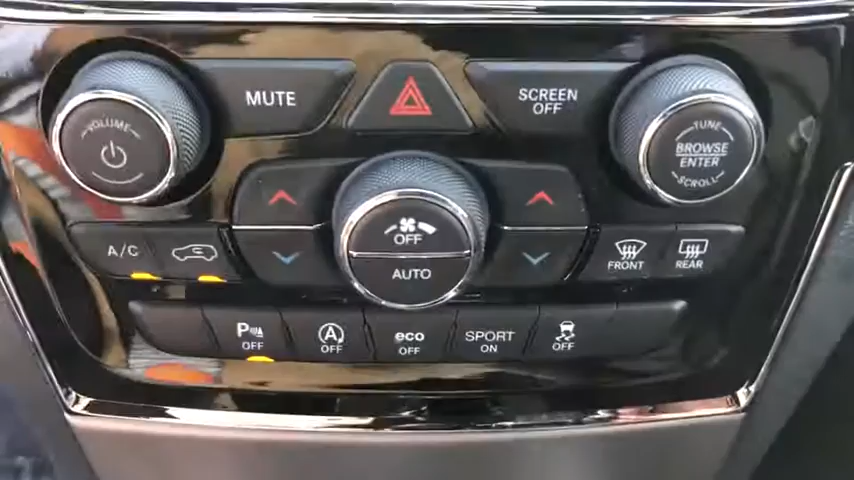 VOLUME
MUTE
SCREEN
OFF
TUNE
BROWSE
ENTER
SCROLL
OFF
AUTO
A/C
FRONT
REAR
P
OFF
A
OFF
eco
OFF
SPORT
ON
OFF